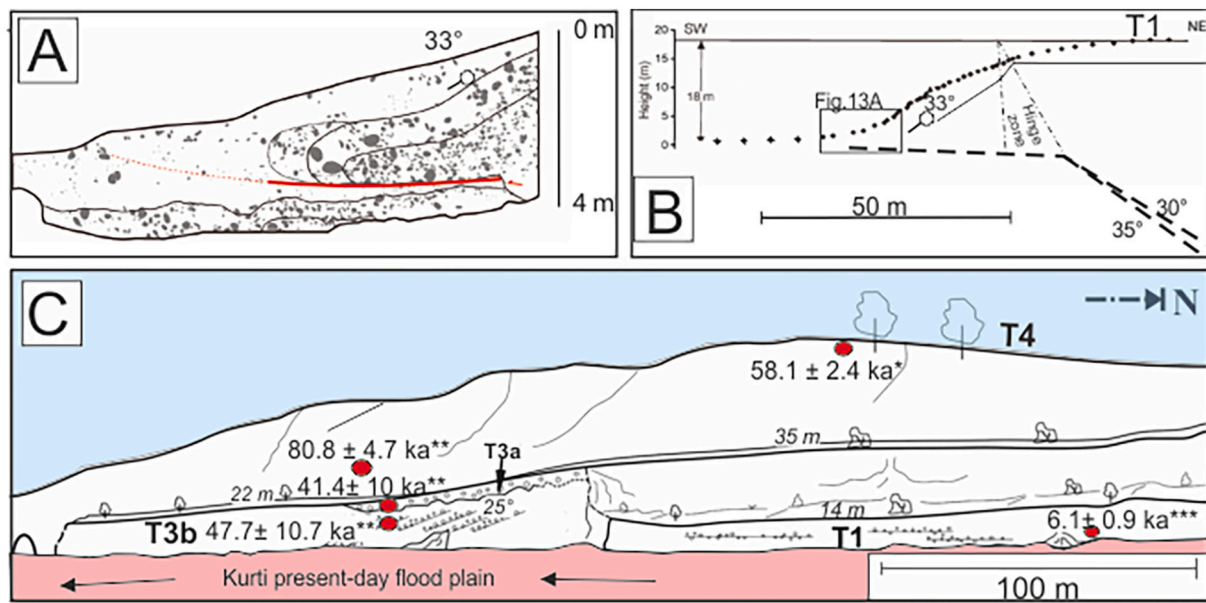 A
33°
0 m
4 m
T1
SW
NE
20
15
10
5
0
Height (m)
18 m
Fig.13A
33°
Hinge
zone
50 m
30°
35°
B
C
N
T4
58.1 ± 2.4 ka*
80.8 ± 4.7 ka**
T3a
35 m
22 m
41.4± 10 ka**
25°
14 m
T3b 47.7± 10.7 ka**
T1
6.1± 0.9 ka***
Kurti present-day flood plain
100 m